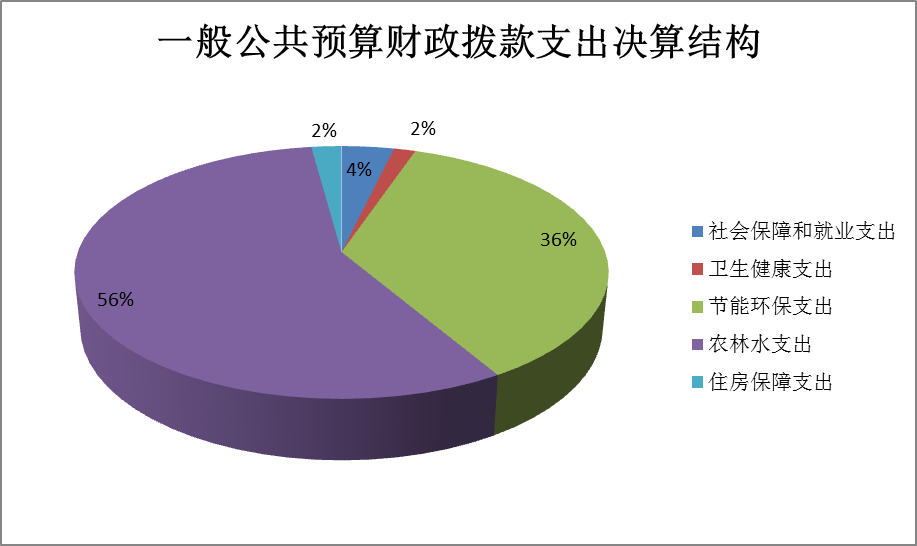 一般公共预算财政拨款支出决算结构
2%
4%
2%
36%
56%
社会保障和就业支出
卫生健康支出
节能环保支出
农林水支出
住房保障支出